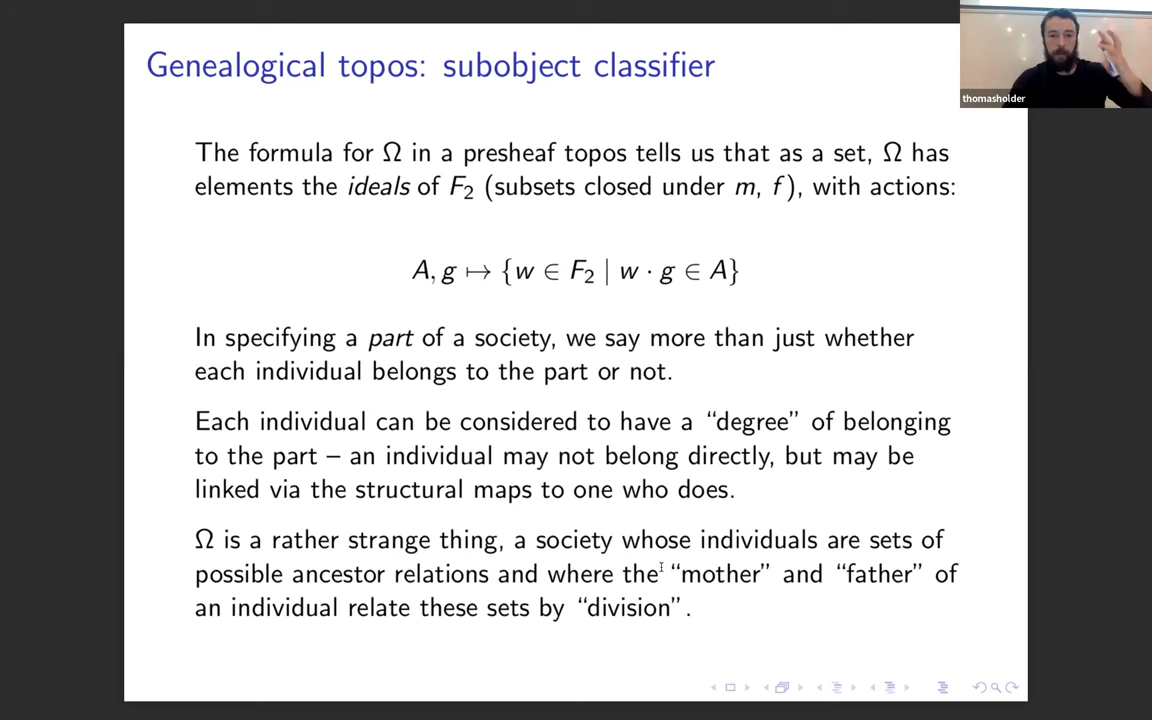 Genealogical topos: subobject classifier
thomasholder
The formula for Ω in a presheaf topos tells us that as a set, Ω has
elements the ideals of F₂ (subsets closed under m, f), with actions:
A, g ↦ {w ∈ F₂ | w · g ∈ A}
In specifying a part of a society, we say more than just whether
each individual belongs to the part or not.
Each individual can be considered to have a “degree” of belonging
to the part – an individual may not belong directly, but may be
linked via the structural maps to one who does.
Ω is a rather strange thing, a society whose individuals are sets of
possible ancestor relations and where the “mother” and “father” of
an individual relate these sets by “division”.